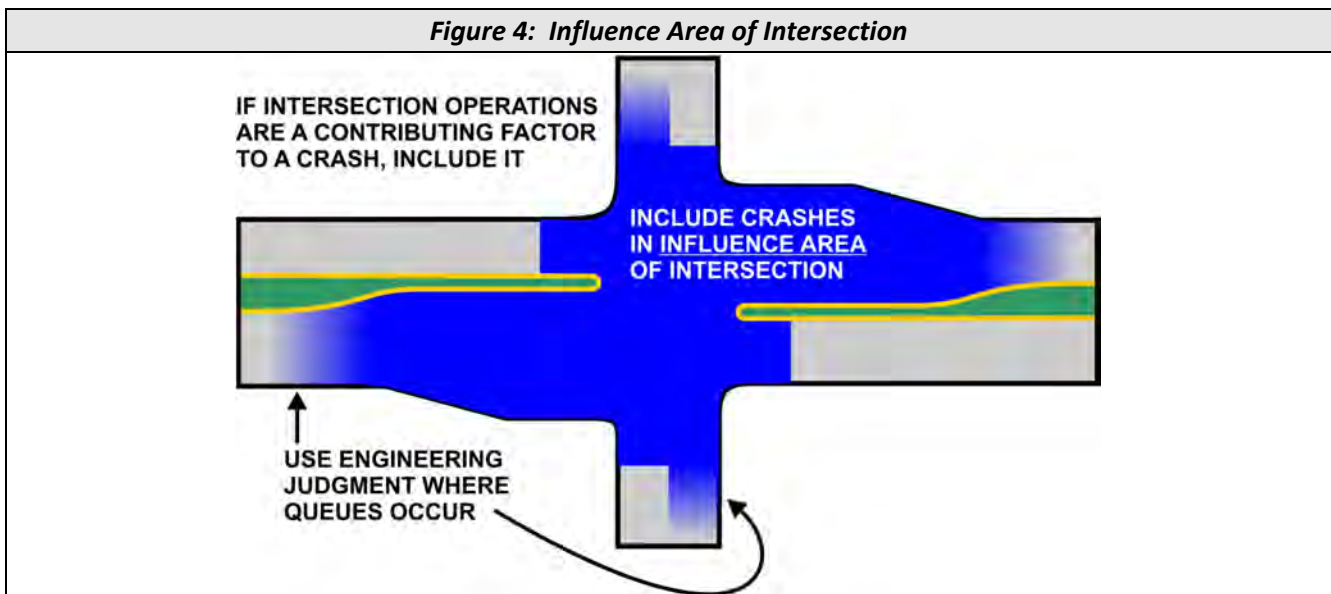 Figure 4: Influence Area of Intersection
IF INTERSECTION OPERATIONS
ARE A CONTRIBUTING FACTOR
TO A CRASH, INCLUDE IT
INCLUDE CRASHES
IN INFLUENCE AREA
OF INTERSECTION
USE ENGINEERING
JUDGMENT WHERE
QUEUES OCCUR